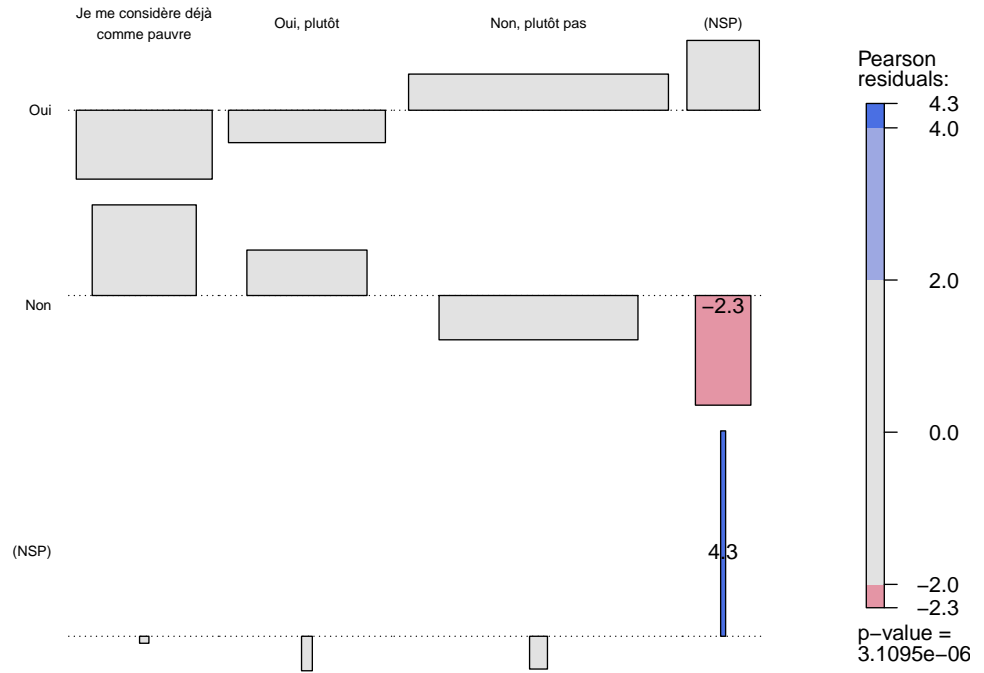 Je me considère déjà
comme pauvre
Oui, plutôt
Non, plutôt pas
(NSP)
Oui
Non
(NSP)
−2.3
4.3
Pearson
residuals:
4.3
4.0
2.0
0.0
−2.0
−2.3
p−value =
3.1095e−06